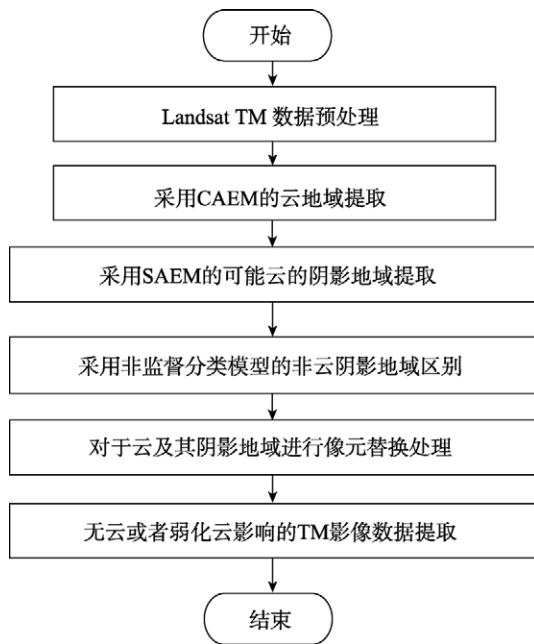 开始
Landsat TM 数据预处理
采用CAEM的云地域提取
采用SAEM的可能云的阴影地域提取
采用非监督分类模型的非云阴影地域区别
对于云及其阴影地域进行像元替换处理
无云或者弱化云影响的TM影像数据提取
结束